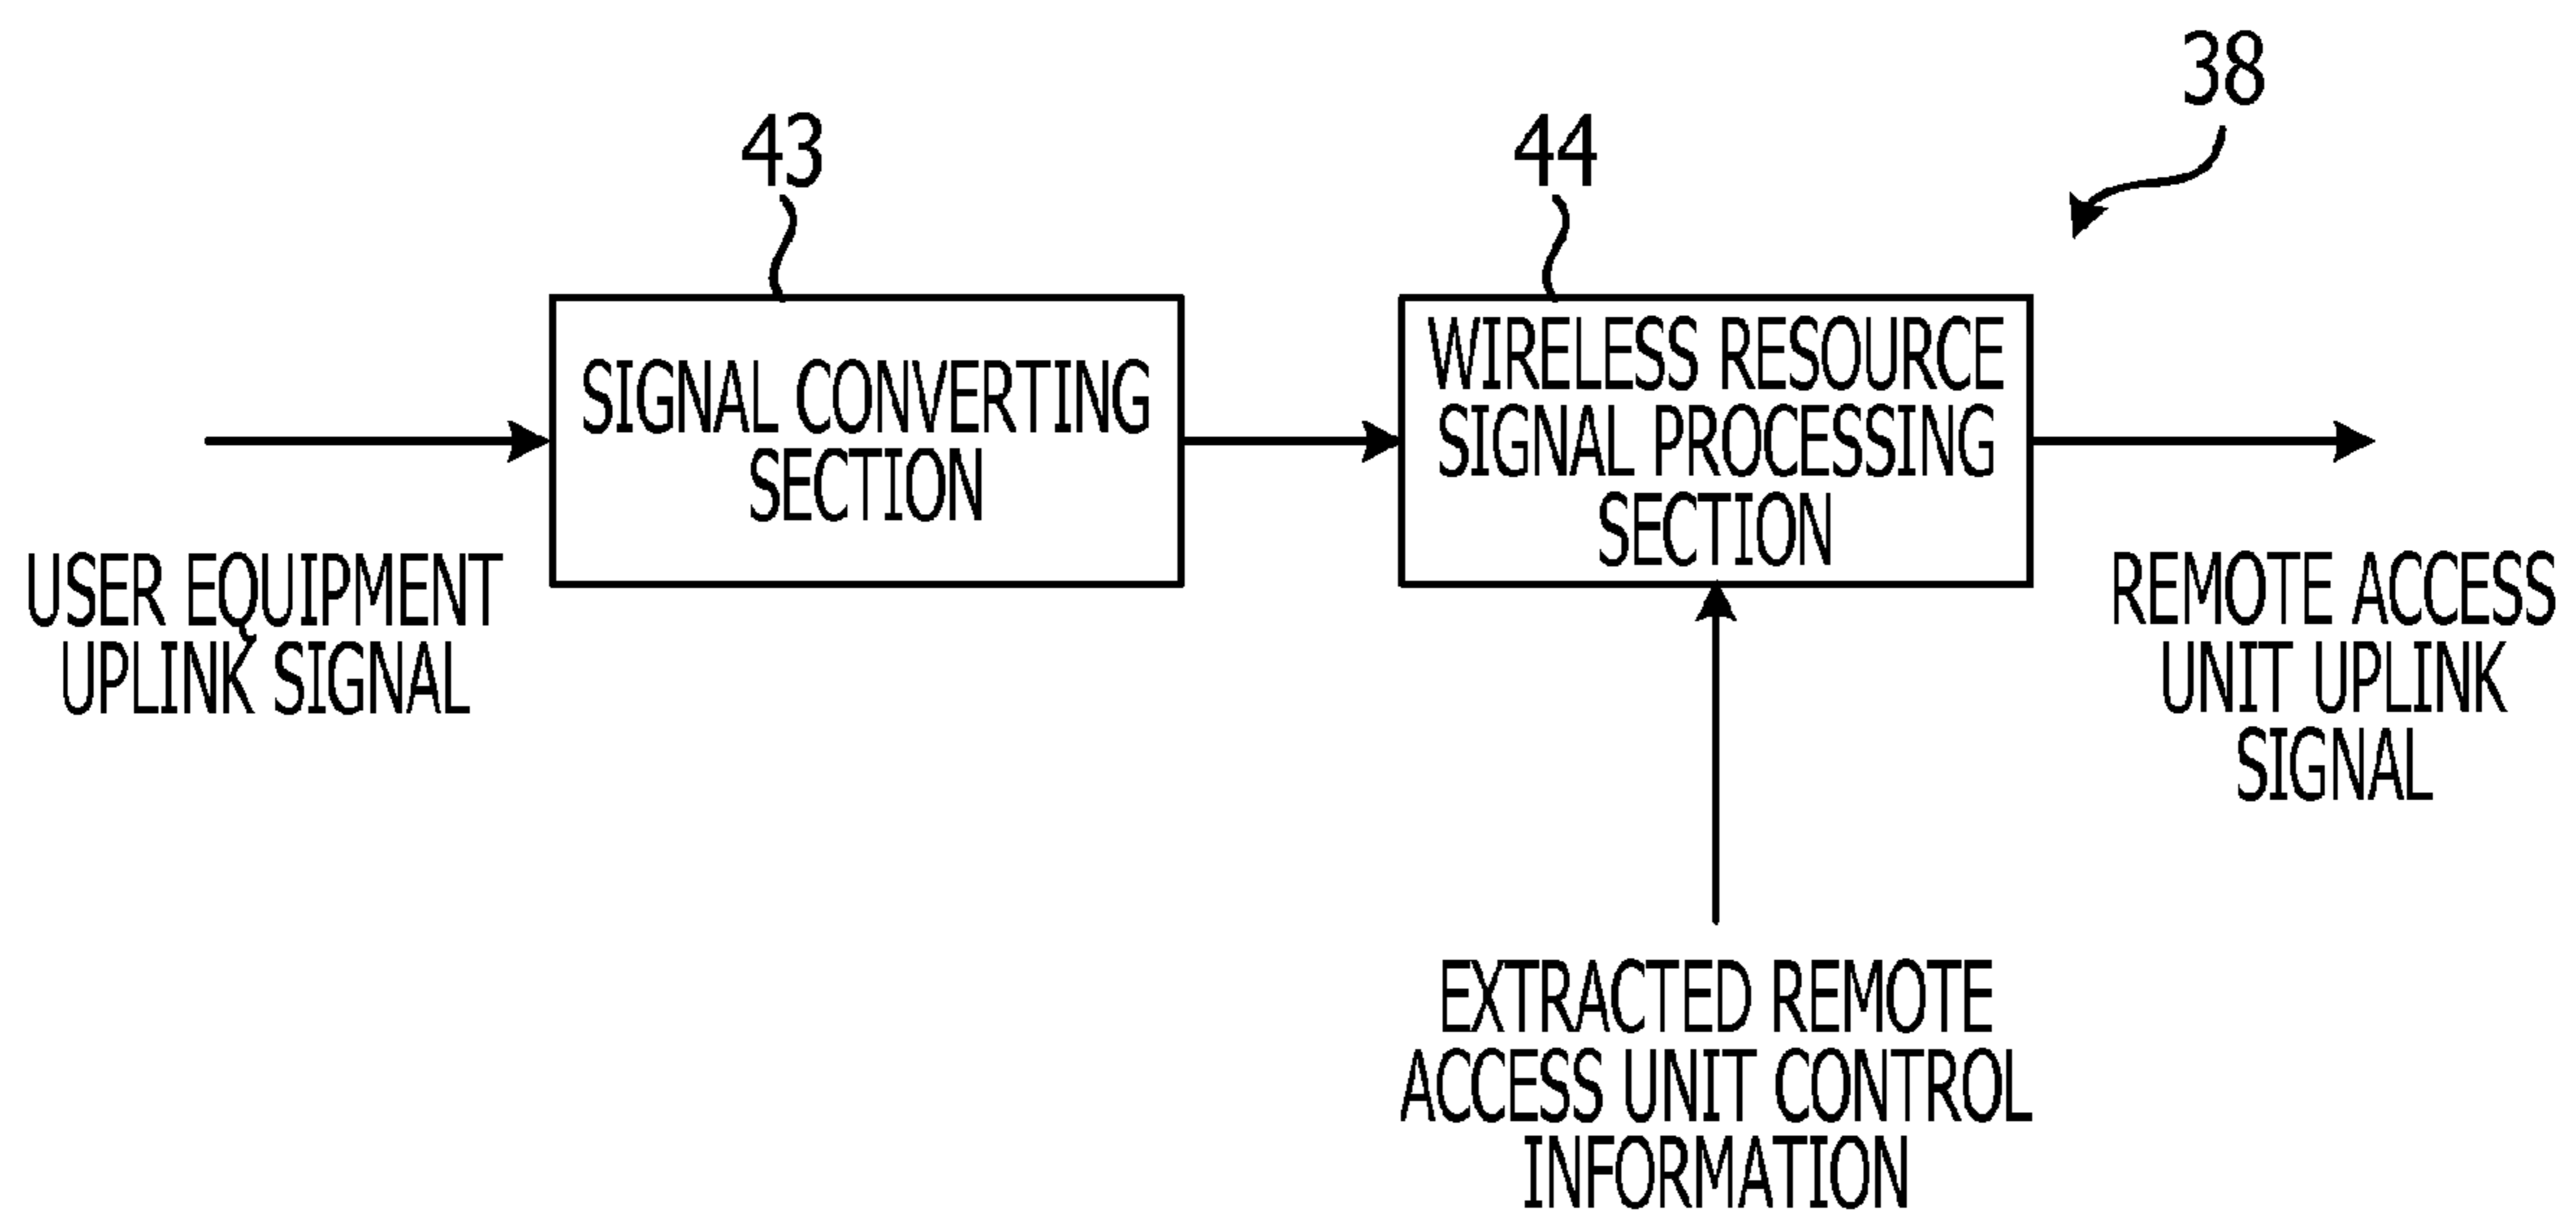 38
43
44
SIGNAL CONVERTING
SECTION
WIRELESS RESOURCE
SIGNAL PROCESSING
SECTION
USER EQUIPMENT
UPLINK SIGNAL
REMOTE ACCESS
UNIT UPLINK
SIGNAL
EXTRACTED REMOTE
ACCESS UNIT CONTROL
INFORMATION